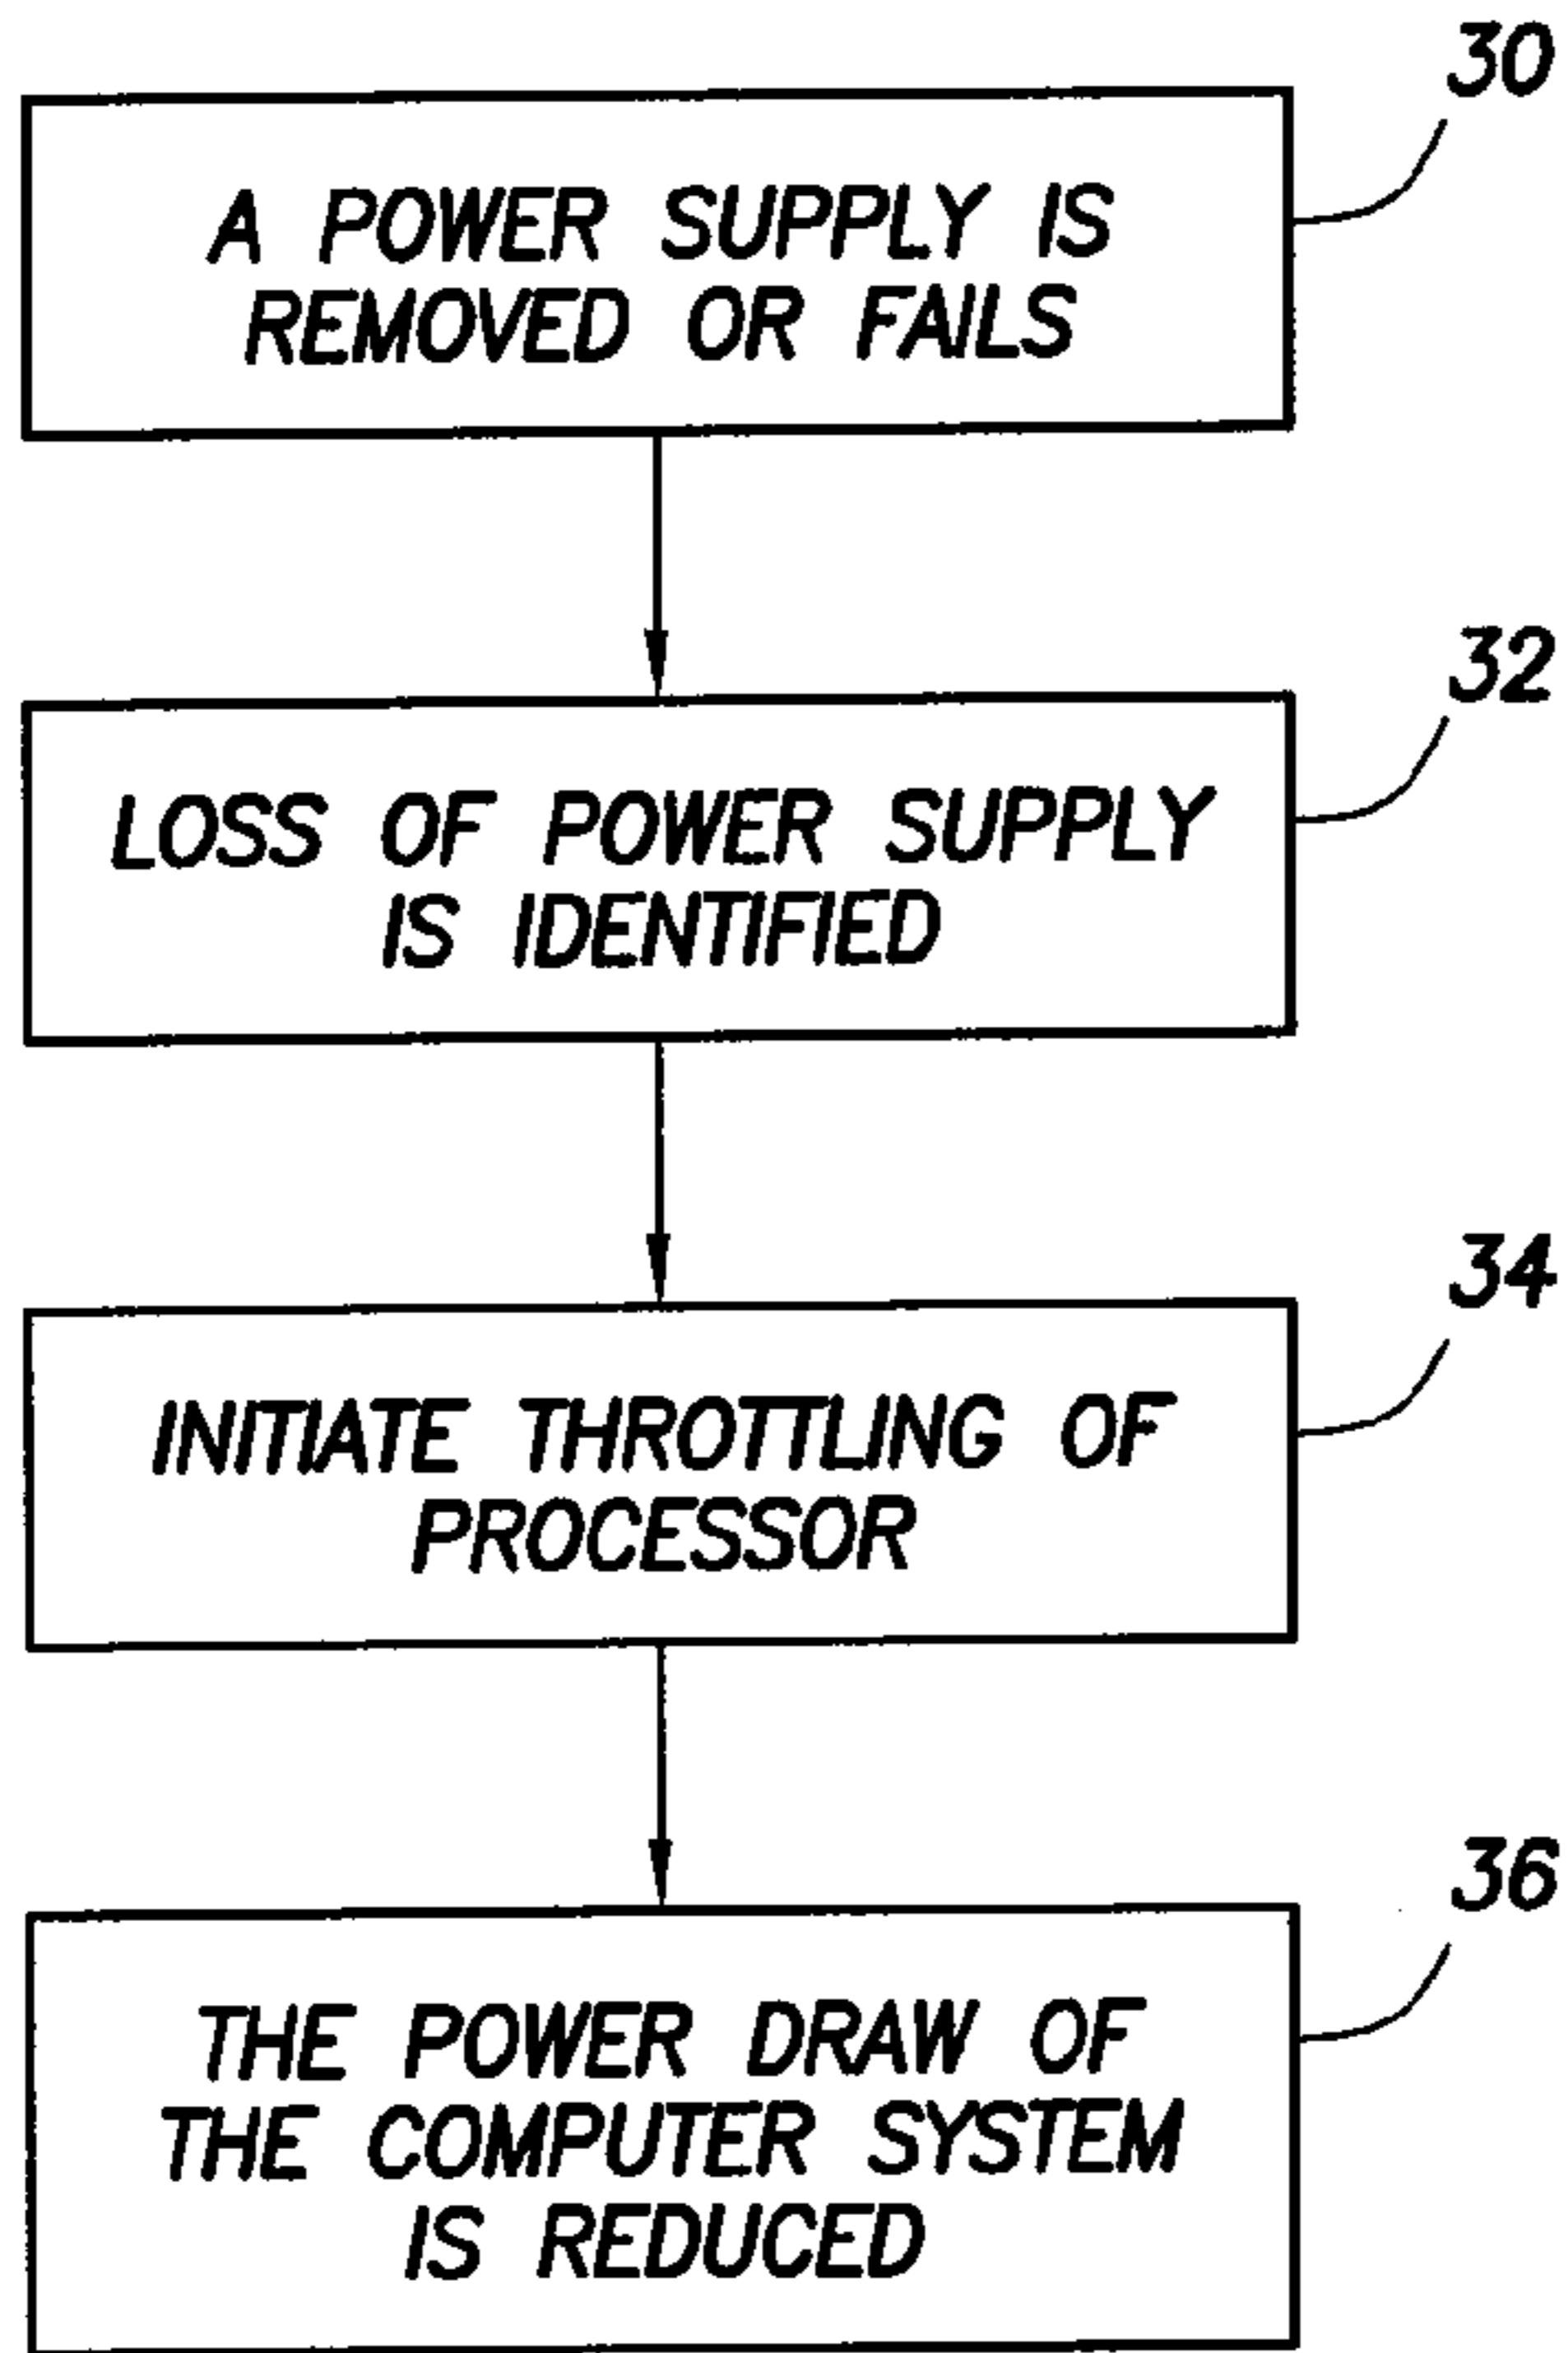 30
A POWER SUPPLY IS
REMOVED OR FAILS
32
LOSS OF POWER SUPPLY
IS IDENTIFIED
34
INITIATE THROTTLING OF
PROCESSOR
36
THE POWER DRAW OF
THE COMPUTER SYSTEM
IS REDUCED